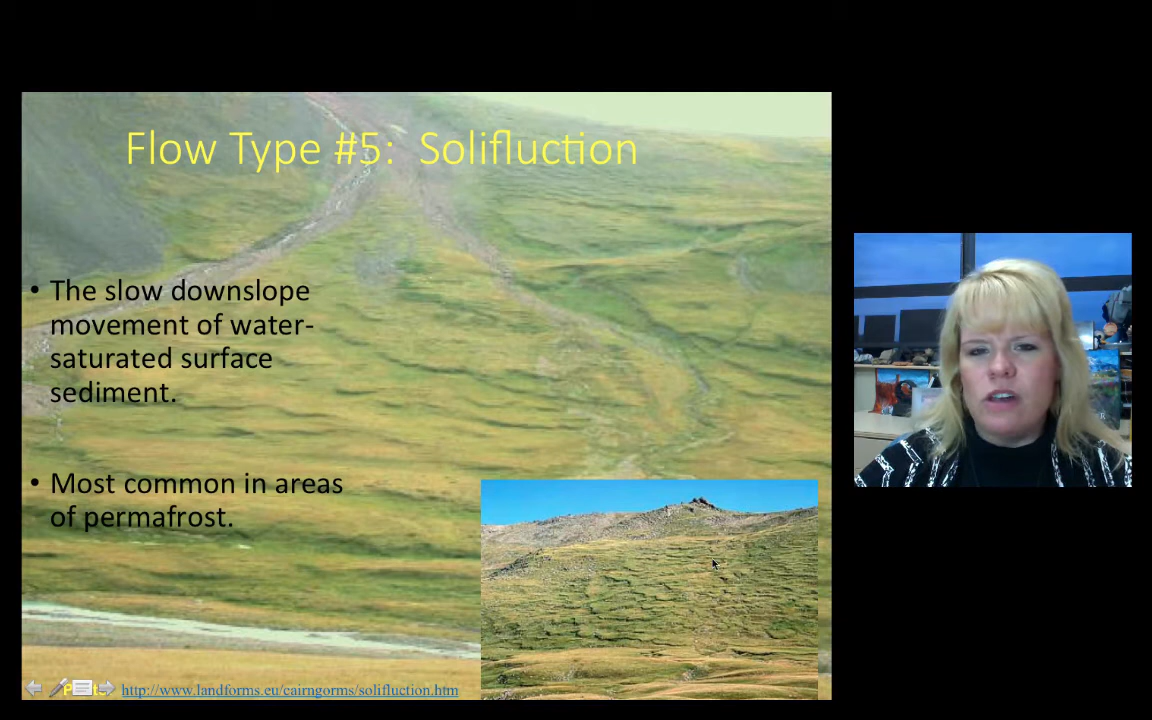 Flow Type #5: Solifluction
• The slow downslope
movement of water-
saturated surface
sediment.
• Most common in areas
of permafrost.
http://www.landforms.eu/cairngorms/solifluction.htm